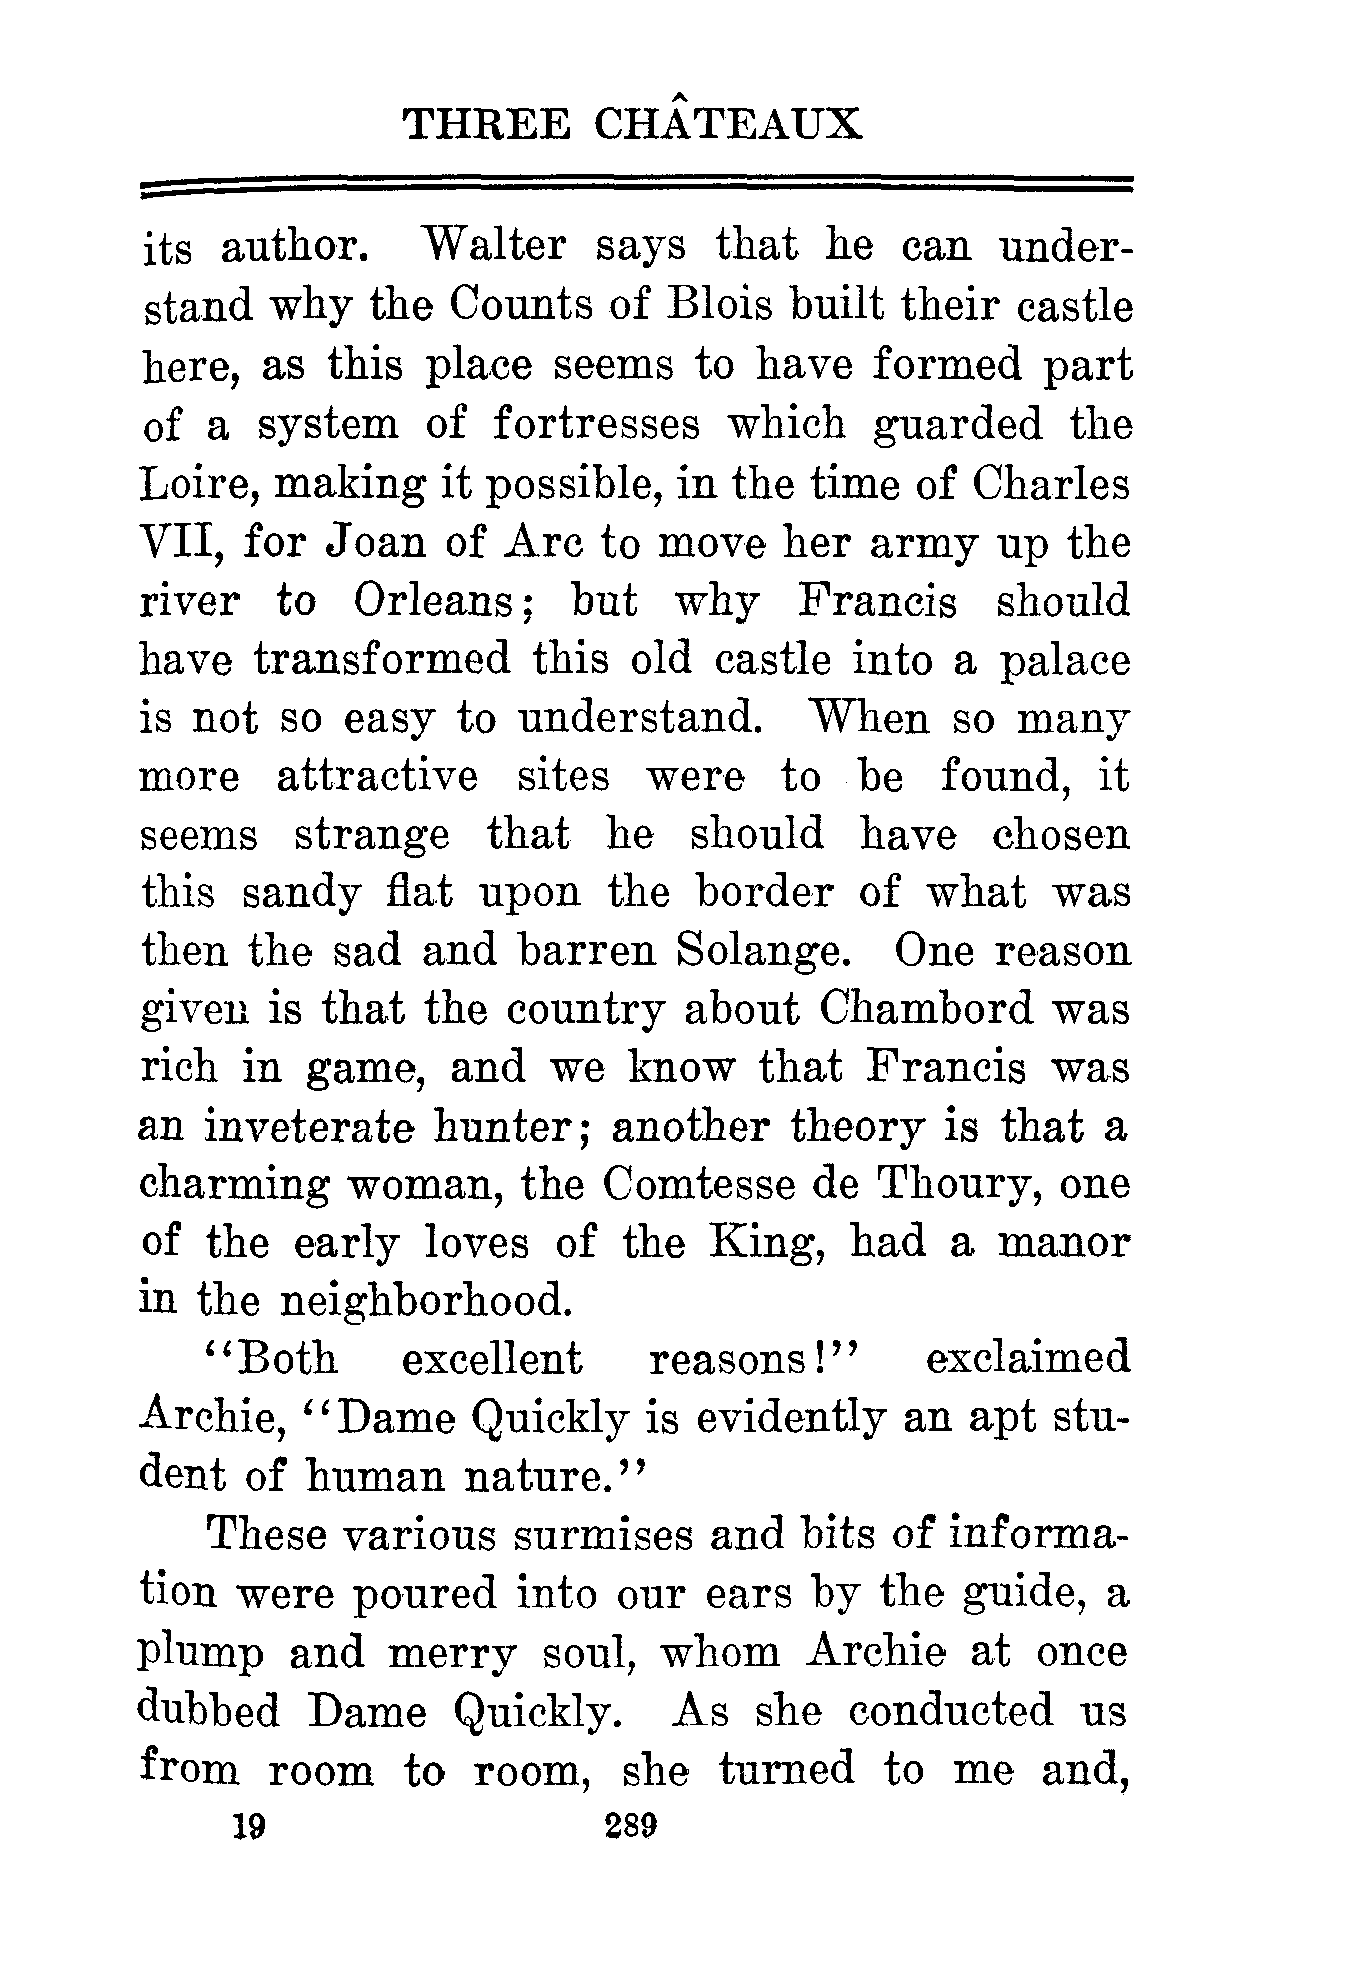 THREE CHÂTEAUX
its author. Walter says that he can under-
stand why the Counts of Blois built their castle
here, as this place seems to have formed part
of a system of fortresses which guarded the
Loire, making it possible, in the time of Charles
VII, for Joan of Arc to move her army up the
river to Orleans; but why Francis should
have transformed this old castle into a palace
is not so easy to understand. When so many
more attractive sites were to be found, it
seems strange that he should have chosen
this sandy flat upon the border of what was
then the sad and barren Solange. One reason
given is that the country about Chambord was
rich in game, and we know that Francis was
an inveterate hunter; another theory is that a
charming woman, the Comtesse de Thoury, one
of the early loves of the King, had a manor
in the neighborhood.
"Both excellent reasons!" exclaimed
Archie, "Dame Quickly is evidently an apt stu-
dent of human nature."
These various surmises and bits of informa-
tion were poured into our ears by the guide, a
plump and merry soul, whom Archie at once
dubbed Dame Quickly. As she conducted us
from room to room, she turned to me and,
19 289